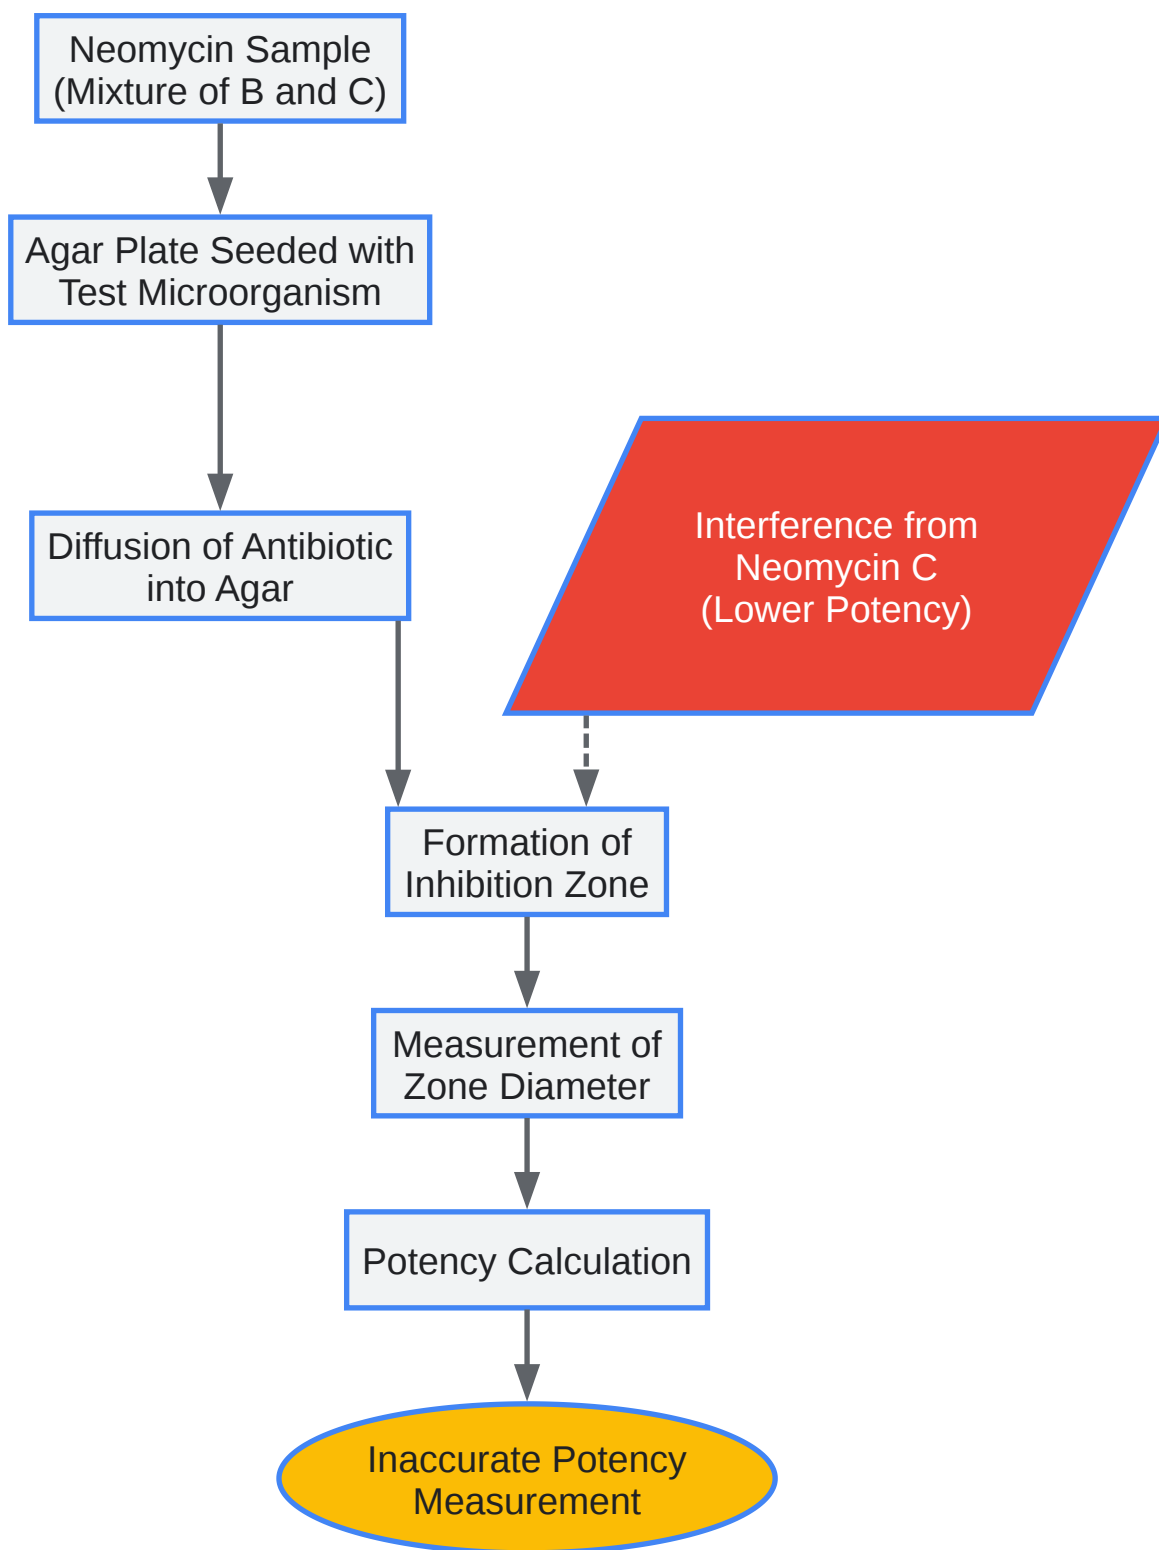 Neomycin Sample
(Mixture of B and C)
Agar Plate Seeded with
Test Microorganism
Diffusion of Antibiotic
into Agar
Interference from
Neomycin C
(Lower Potency)
Formation of
Inhibition Zone
Measurement of
Zone Diameter
Potency Calculation
Inaccurate Potency
Measurement